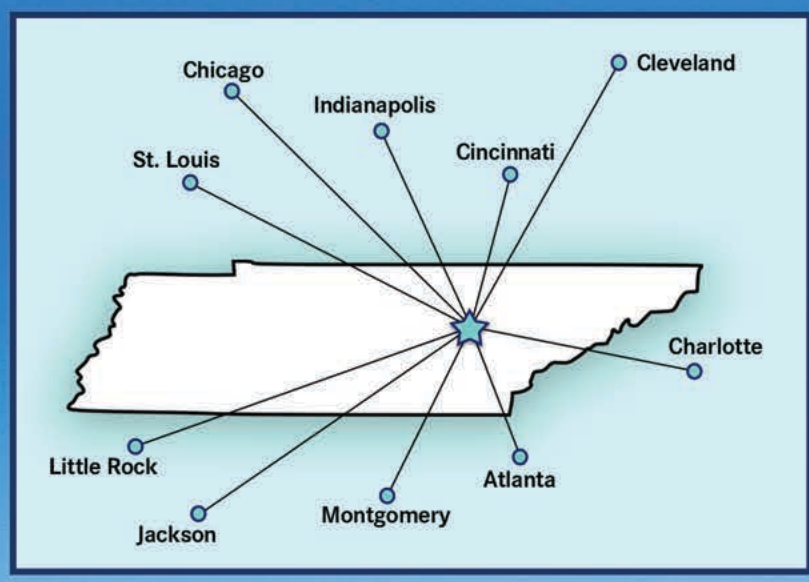 Cleveland
Chicago
Indianapolis
Cincinnati
St. Louis
Charlotte
Little Rock
Atlanta
Montgomery
Jackson